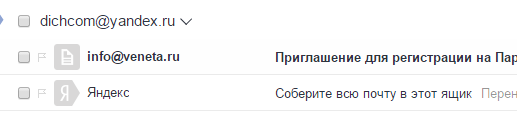 dichcom@yandex.ru
info@veneta.ru Приглашение для регистрации на Пар
Я Яндекс Соберите всю почту в этот ящик Перен